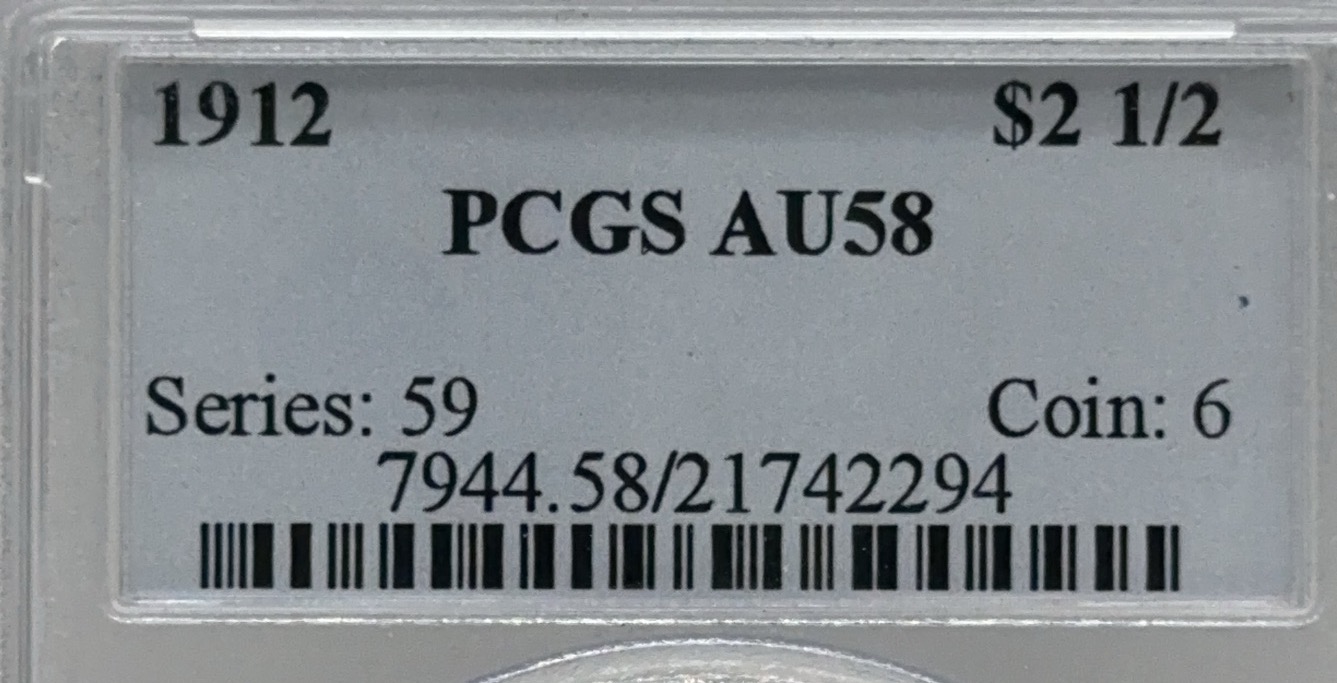 1912 $2 1/2
PCGS AU58
Series: 59 Coin: 6
7944.58/21742294